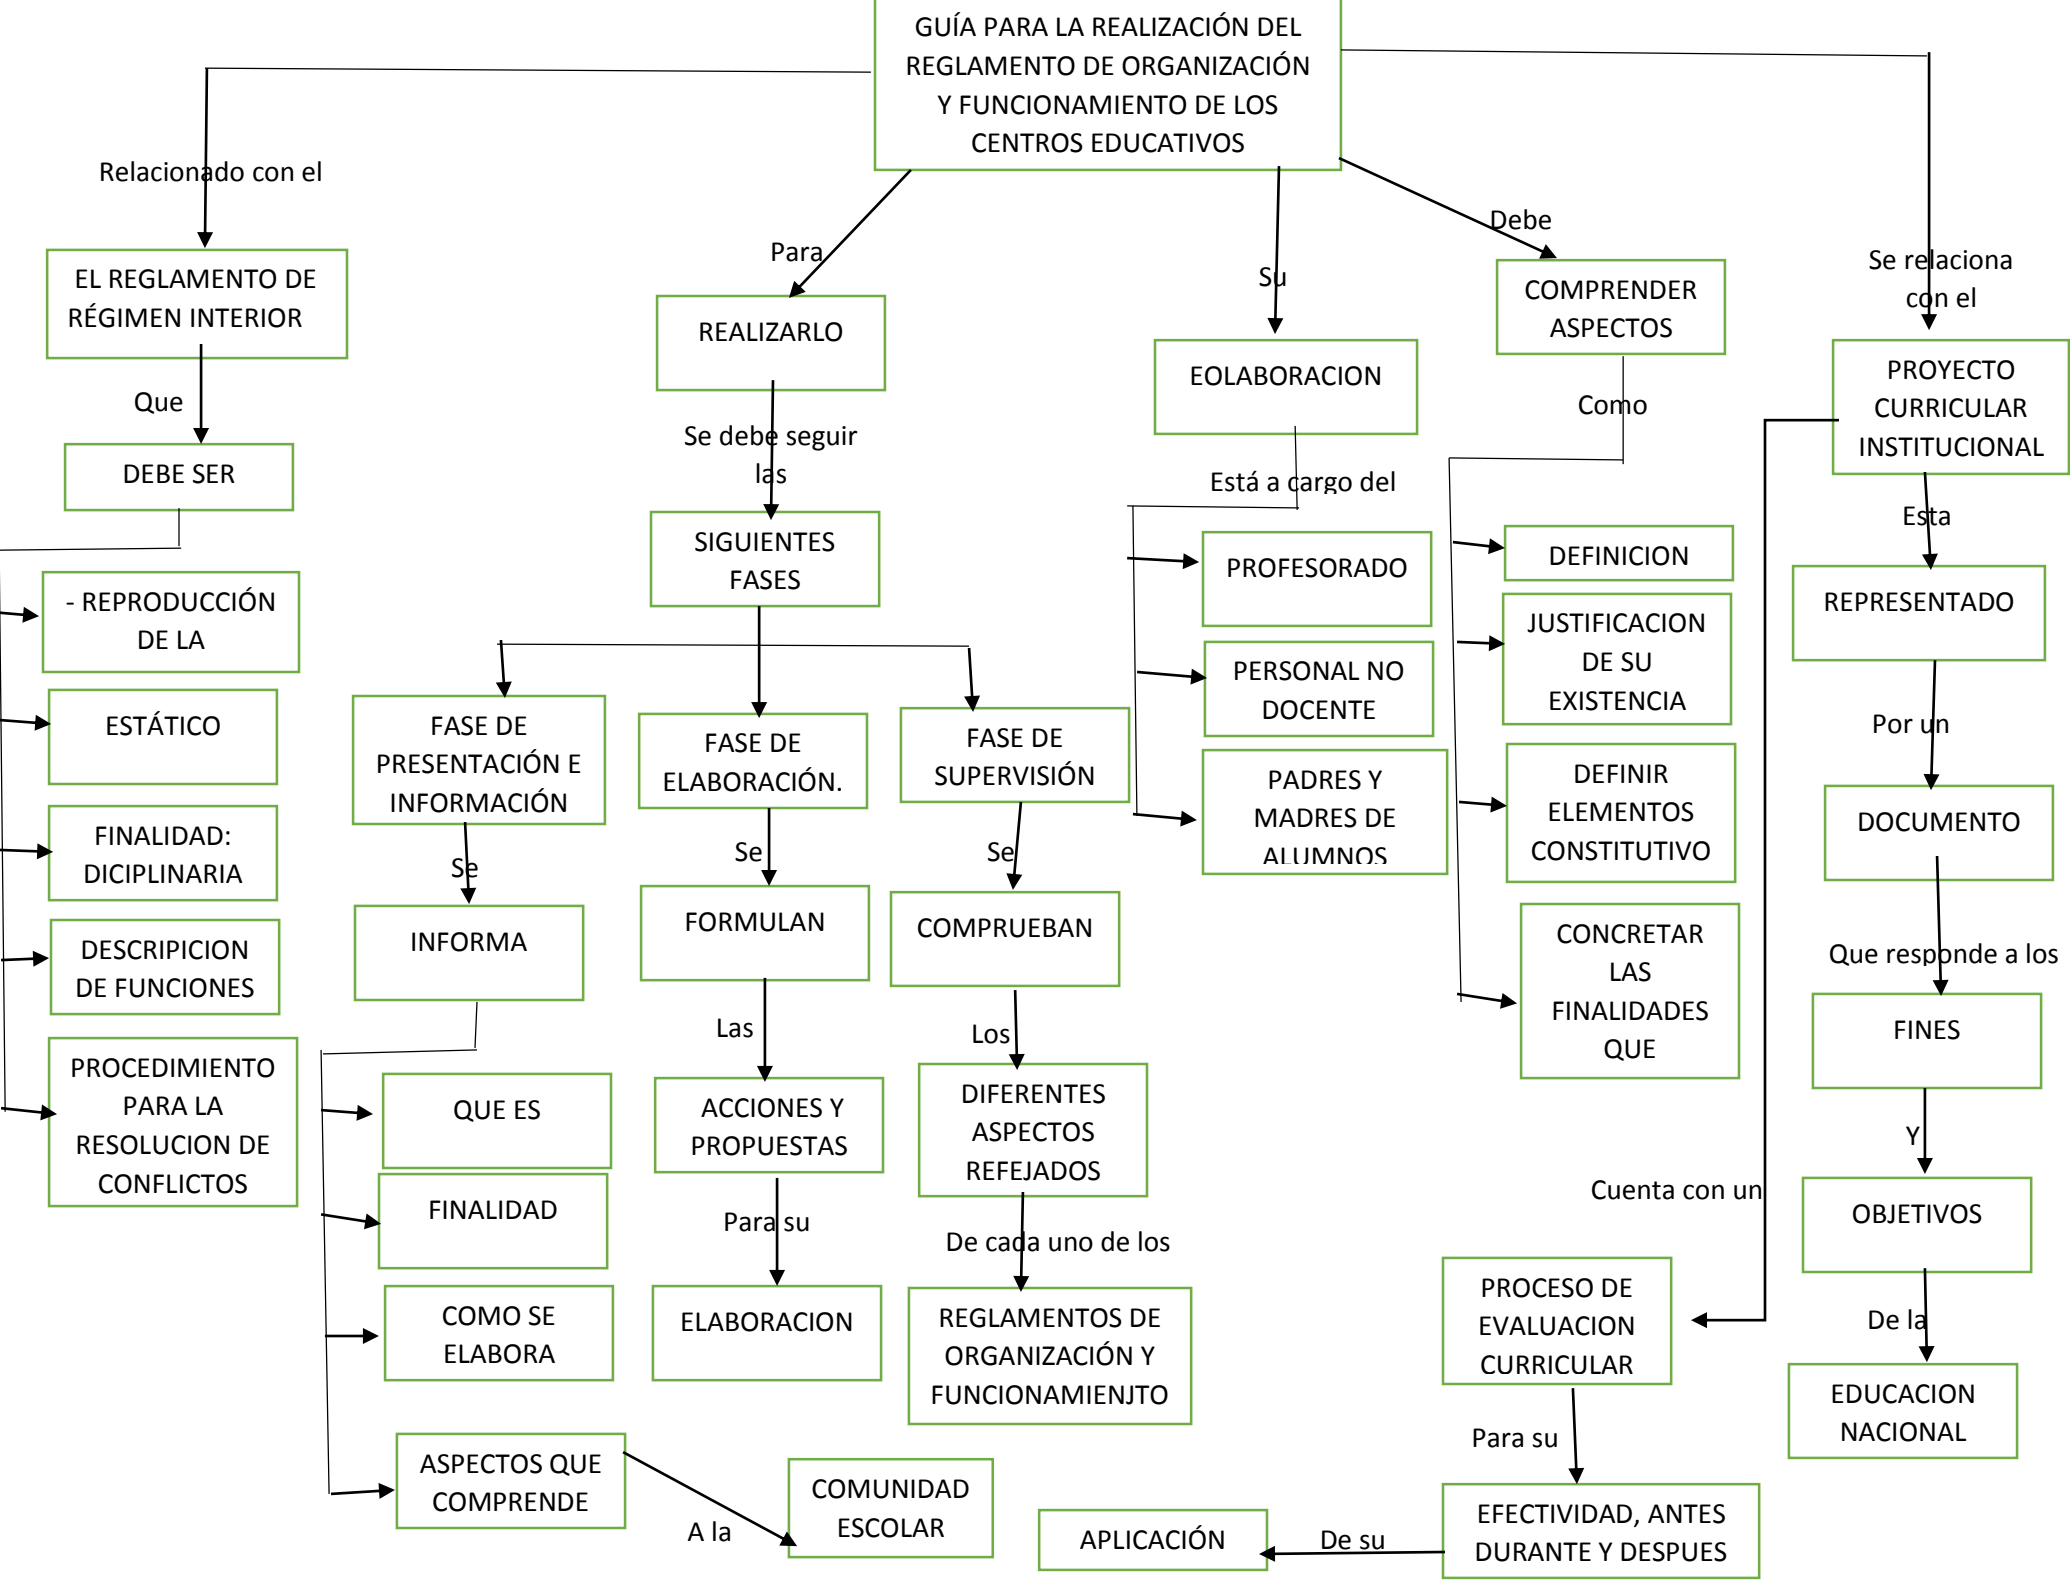 GUÍA PARA LA REALIZACIÓN DEL
REGLAMENTO DE ORGANIZACIÓN
Y FUNCIONAMIENTO DE LOS
CENTROS EDUCATIVOS
Relacionado con el
EL REGLAMENTO DE
RÉGIMEN INTERIOR
Que
DEBE SER
- REPRODUCCIÓN
DE LA
ESTÁTICO
FINALIDAD:
DICIPLINARIA
DESCRIPICION
DE FUNCIONES
PROCEDIMIENTO
PARA LA
RESOLUCION DE
CONFLICTOS
Para
REALIZARLO
Se debe seguir
las
SIGUIENTES
FASES
FASE DE
PRESENTACIÓN E
INFORMACIÓN
Se
INFORMA
QUE ES
FINALIDAD
COMO SE
ELABORA
ASPECTOS QUE
COMPRENDE
A la
COMUNIDAD
ESCOLAR
FASE DE
ELABORACIÓN.
Se
FORMULAN
Las
ACCIONES Y
PROPUESTAS
Para su
ELABORACION
FASE DE
SUPERVISIÓN
Se
COMPRUEBAN
Los
DIFERENTES
ASPECTOS
REFEJADOS
De cada uno de los
REGLAMENTOS DE
ORGANIZACIÓN Y
FUNCIONAMIENJTO
Su
EOLABORACION
Está a cargo del
PROFESORADO
PERSONAL NO
DOCENTE
PADRES Y
MADRES DE
ALUMNOS
Debe
COMPRENDER
ASPECTOS
Como
DEFINICION
JUSTIFICACION
DE SU
EXISTENCIA
DEFINIR
ELEMENTOS
CONSTITUTIVO
CONCRETAR
LAS
FINALIDADES
QUE
Se relaciona
con el
PROYECTO
CURRICULAR
INSTITUCIONAL
Esta
REPRESENTADO
Por un
DOCUMENTO
Que responde a los
FINES
Y
OBJETIVOS
De la
EDUCACION
NACIONAL
Cuenta con un
PROCESO DE
EVALUACION
CURRICULAR
Para su
EFECTIVIDAD, ANTES
DURANTE Y DESPUES
De su
APLICACIÓN